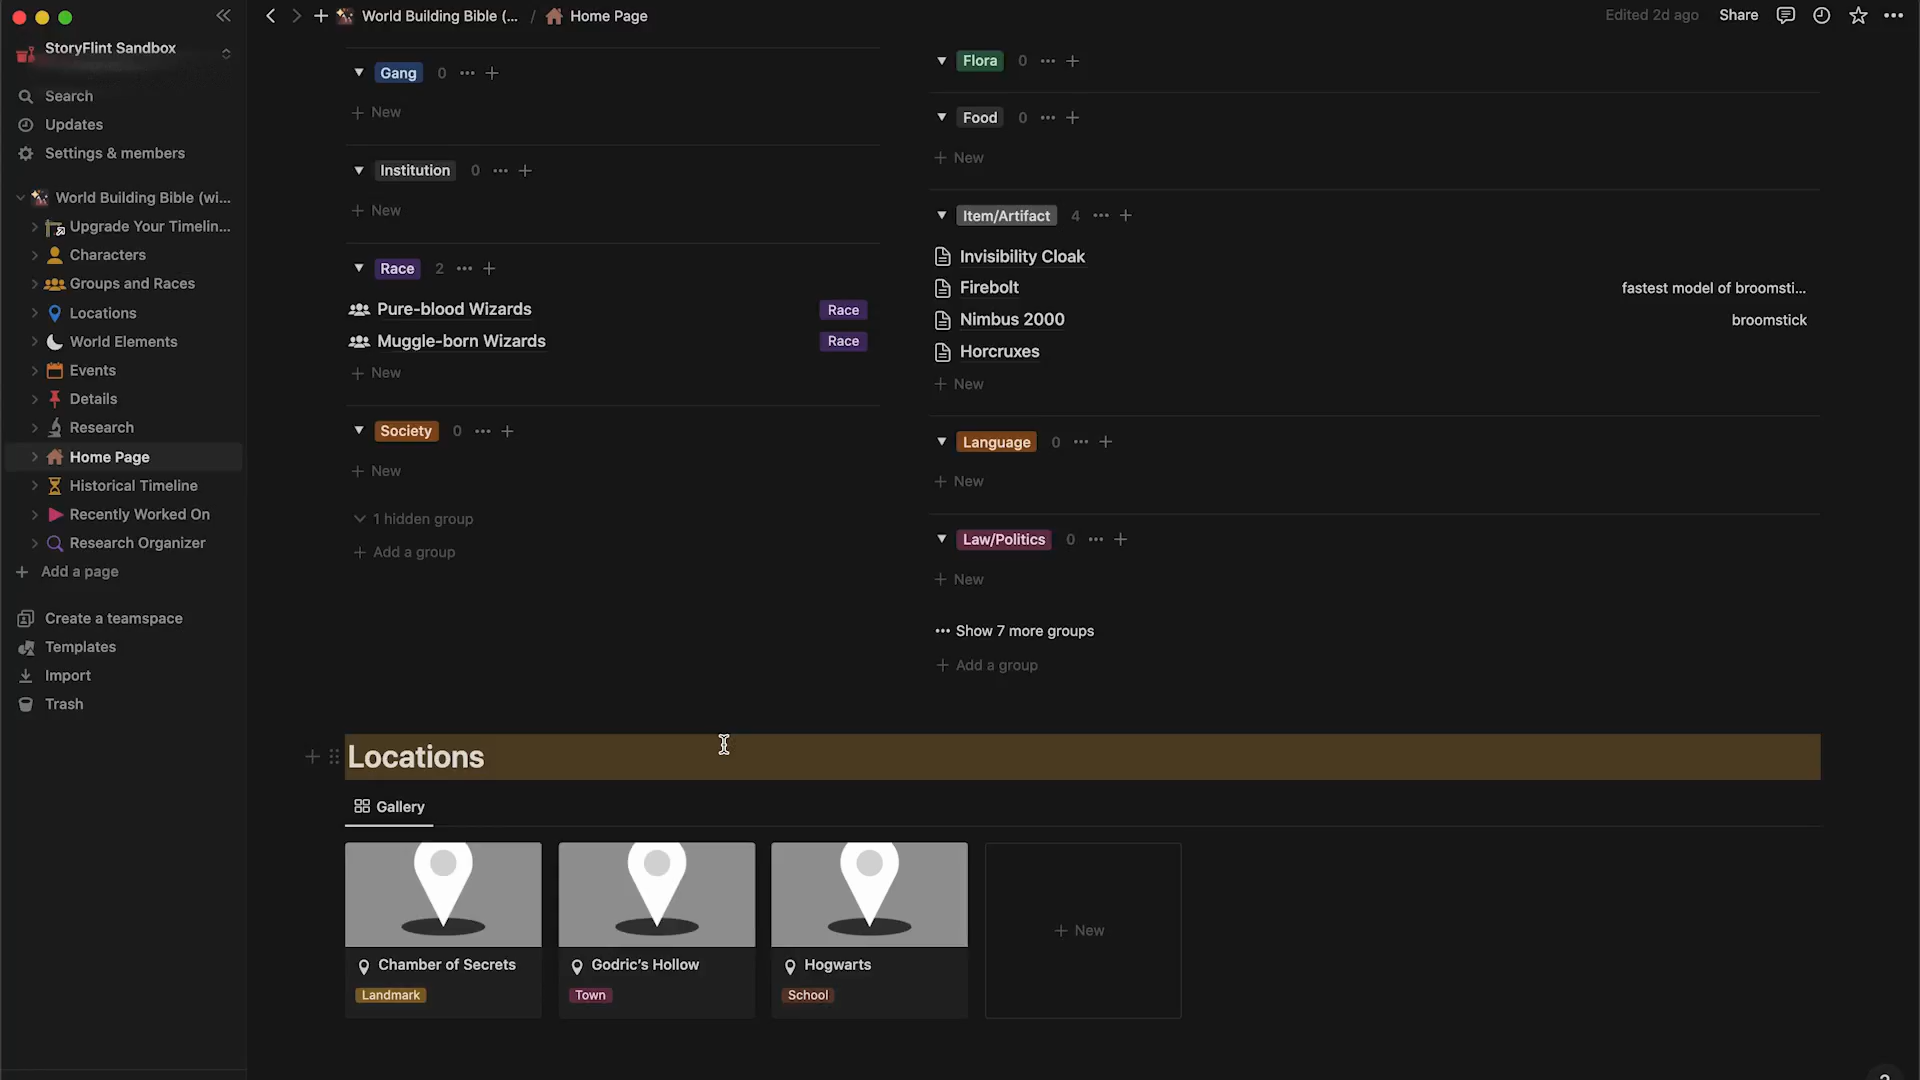 World Building Bible (... / Home Page
Edited 2d ago
Share
StoryFlint Sandbox
Search
Updates
Settings & members
World Building Bible (wi...
Upgrade Your Timelin...
Characters
Groups and Races
Locations
World Elements
Events
Details
Research
Home Page
Historical Timeline
Recently Worked On
Research Organizer
Add a page
Create a teamspace
Templates
Import
Trash
Gang 0
New
Institution 0
New
Race 2
Pure-blood Wizards Race
Muggle-born Wizards Race
New
Society 0
New
1 hidden group
Add a group
Flora 0
Food 0
New
Item/Artifact 4
Invisibility Cloak
Firebolt fastest model of broomsti...
Nimbus 2000 broomstick
Horcruxes
New
Language 0
New
Law/Politics 0
New
Show 7 more groups
Add a group
Locations
Gallery
Chamber of Secrets
Landmark
Godric's Hollow
Town
Hogwarts
School
New